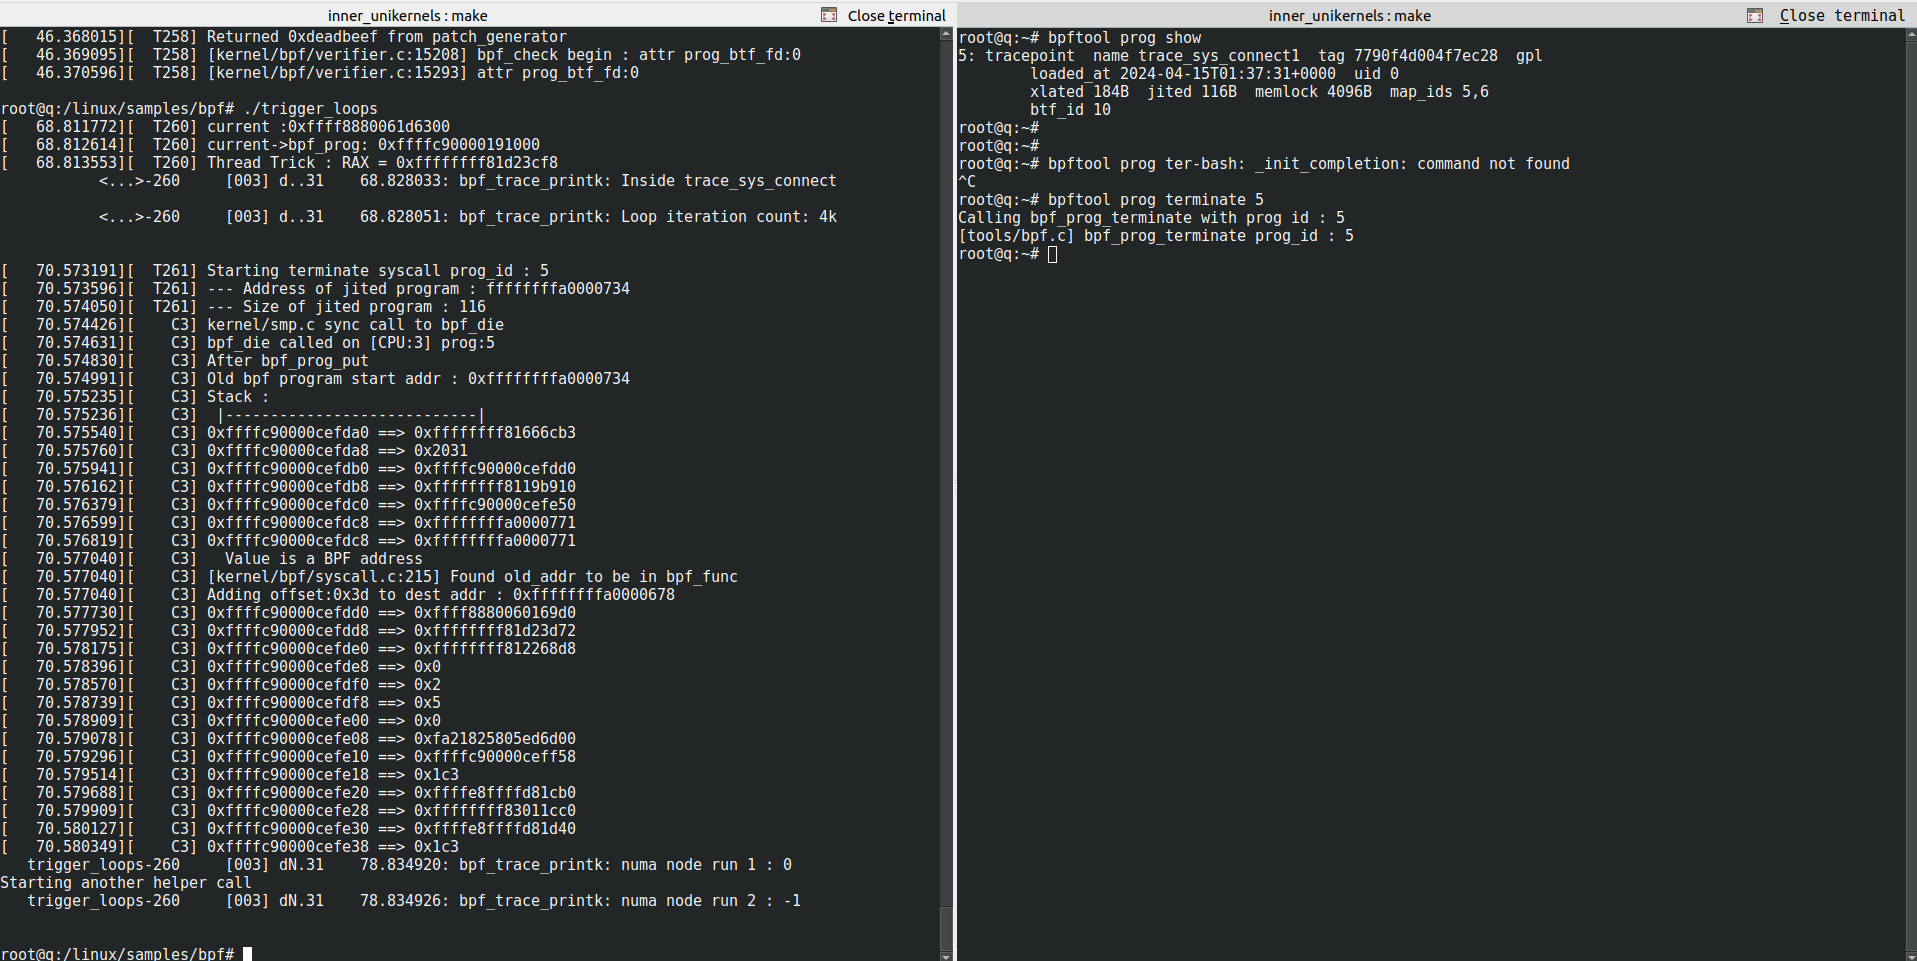 inner_unikernels : make
Close terminal
[   46.368015][  T258] Returned 0xdeadbeef from patch_generator
[   46.369095][  T258] [kernel/bpf/verifier.c:15208] bpf_check begin : attr prog_btf_fd:0
[   46.370596][  T258] [kernel/bpf/verifier.c:15293] attr prog_btf_fd:0
root@q:/linux/samples/bpf# ./trigger_loops
[   68.811772][  T260] current :0xffff8880061d6300
[   68.812614][  T260] current->bpf_prog: 0xffffc90000191000
[   68.813553][  T260] Thread Trick : RAX = 0xffffffff81d23cf8
           <...>-260     [003] d..31    68.828033: bpf_trace_printk: Inside trace_sys_connect
           <...>-260     [003] d..31    68.828051: bpf_trace_printk: Loop iteration count: 4k
[   70.573191][  T261] Starting terminate syscall prog_id : 5
[   70.573596][  T261] --- Address of jited program : ffffffffa0000734
[   70.574050][  T261] --- Size of jited program : 116
[   70.574426][    C3] kernel/smp.c sync call to bpf_die
[   70.574631][    C3] bpf_die called on [CPU:3] prog:5
[   70.574830][    C3] After bpf_prog_put
[   70.574991][    C3] Old bpf program start addr : 0xffffffffa0000734
[   70.575235][    C3] Stack :
[   70.575236][    C3]  |----------------------------|
[   70.575540][    C3] 0xffffc90000cefda0 ==> 0xffffffff81666cb3
[   70.575760][    C3] 0xffffc90000cefda8 ==> 0x2031
[   70.575941][    C3] 0xffffc90000cefdb0 ==> 0xffffc90000cefdd0
[   70.576162][    C3] 0xffffc90000cefdb8 ==> 0xffffffff8119b910
[   70.576379][    C3] 0xffffc90000cefdc0 ==> 0xffffc90000cefe50
[   70.576599][    C3] 0xffffc90000cefdc8 ==> 0xffffffffa0000771
[   70.576819][    C3] 0xffffc90000cefdc8 ==> 0xffffffffa0000771
[   70.577040][    C3]   Value is a BPF address
[   70.577040][    C3] [kernel/bpf/syscall.c:215] Found old_addr to be in bpf_func
[   70.577040][    C3] Adding offset:0x3d to dest addr : 0xffffffffa0000678
[   70.577730][    C3] 0xffffc90000cefdd0 ==> 0xffff8880060169d0
[   70.577952][    C3] 0xffffc90000cefdd8 ==> 0xffffffff81d23d72
[   70.578175][    C3] 0xffffc90000cefde0 ==> 0xffffffff812268d8
[   70.578396][    C3] 0xffffc90000cefde8 ==> 0x0
[   70.578570][    C3] 0xffffc90000cefdf0 ==> 0x2
[   70.578739][    C3] 0xffffc90000cefdf8 ==> 0x5
[   70.578909][    C3] 0xffffc90000cefe00 ==> 0x0
[   70.579078][    C3] 0xffffc90000cefe08 ==> 0xfa21825805ed6d00
[   70.579296][    C3] 0xffffc90000cefe10 ==> 0xffffc90000ceff58
[   70.579514][    C3] 0xffffc90000cefe18 ==> 0x1c3
[   70.579688][    C3] 0xffffc90000cefe20 ==> 0xffffe8ffffd81cb0
[   70.579909][    C3] 0xffffc90000cefe28 ==> 0xffffffff83011cc0
[   70.580127][    C3] 0xffffc90000cefe30 ==> 0xffffe8ffffd81d40
[   70.580349][    C3] 0xffffc90000cefe38 ==> 0x1c3
   trigger_loops-260     [003] dN.31    78.834920: bpf_trace_printk: numa node run 1 : 0
Starting another helper call
   trigger_loops-260     [003] dN.31    78.834926: bpf_trace_printk: numa node run 2 : -1
root@q:/linux/samples/bpf#
inner_unikernels : make
Close terminal
root@q:~# bpftool prog show
5: tracepoint  name trace_sys_connect1  tag 7790f4d004f7ec28  gpl
        loaded_at 2024-04-15T01:37:31+0000  uid 0
        xlated 184B  jited 116B  memlock 4096B  map_ids 5,6
        btf_id 10
root@q:~#
root@q:~#
root@q:~# bpftool prog ter-bash: _init_completion: command not found
^C
root@q:~# bpftool prog terminate 5
Calling bpf_prog_terminate with prog id : 5
[tools/bpf.c] bpf_prog_terminate prog_id : 5
root@q:~#